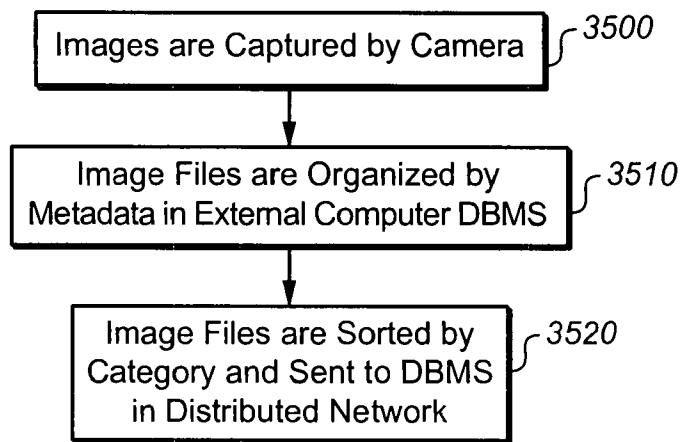 Images are Captured by Camera
3500
Image Files are Organized by
Metadada in External Computer DBMS
3510
Image Files are Sorted by
Category and Sent to DBMS
in Distributed Network
3520